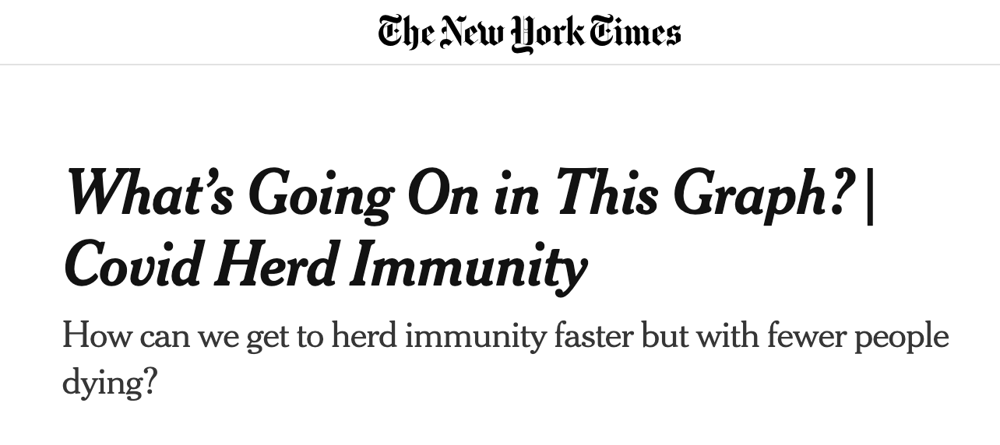 The New York Times
What’s Going On in This Graph? |
Covid Herd Immunity
How can we get to herd immunity faster but with fewer people
dying?